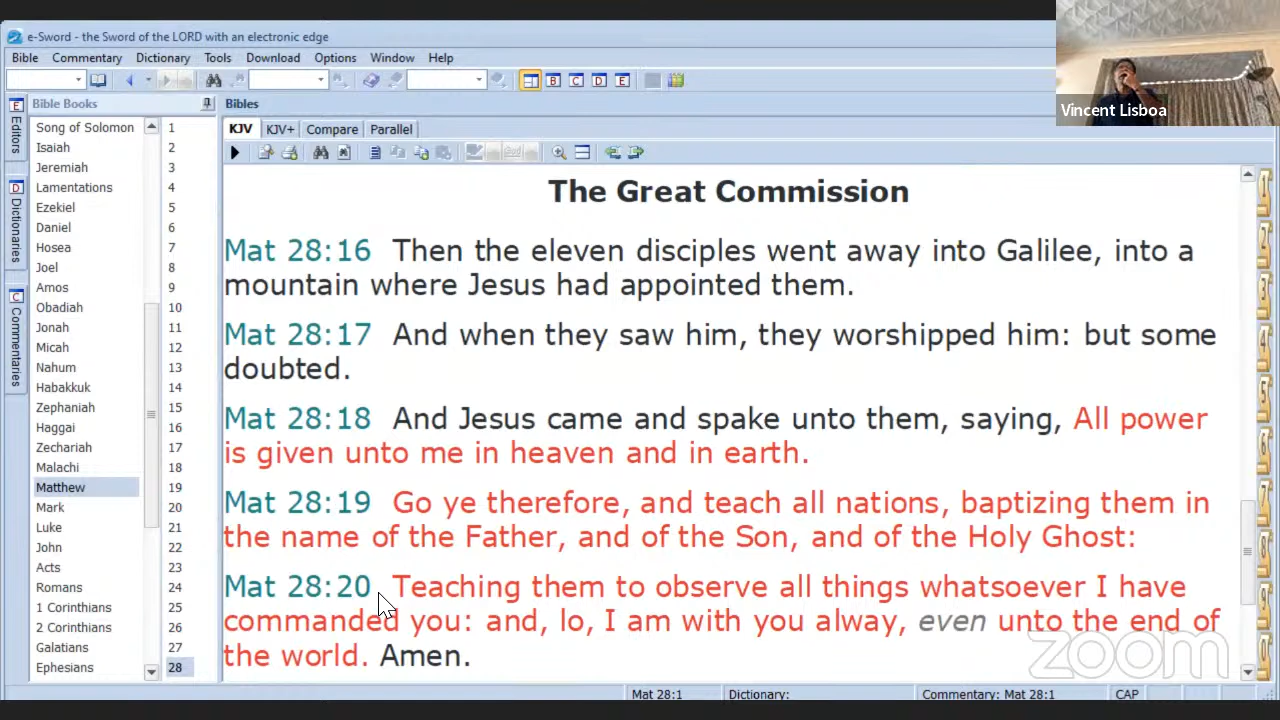 e-Sword - the Sword of the LORD with an electronic edge
Bible Commentary Dictionary Tools Download Options Window Help
B C D E
Vincent Lisboa
E Editors
D Dictionaries
C Commentaries
Bible Books
Song of Solomon
Isaiah
Jeremiah
Lamentations
Ezekiel
Daniel
Hosea
Joel
Amos
Obadiah
Jonah
Micah
Nahum
Habakkuk
Zephaniah
Haggai
Zechariah
Malachi
Matthew
Mark
Luke
John
Acts
Romans
1 Corinthians
2 Corinthians
Galatians
Ephesians
1
2
3
4
5
6
7
8
9
10
11
12
13
14
15
16
17
18
19
20
21
22
23
24
25
26
27
28
Bibles
KJV KJV+ Compare Parallel
The Great Commission
Mat 28:16 Then the eleven disciples went away into Galilee, into a
mountain where Jesus had appointed them.
Mat 28:17 And when they saw him, they worshipped him: but some
doubted.
Mat 28:18 And Jesus came and spake unto them, saying, All power
is given unto me in heaven and in earth.
Mat 28:19 Go ye therefore, and teach all nations, baptizing them in
the name of the Father, and of the Son, and of the Holy Ghost:
Mat 28:20 Teaching them to observe all things whatsoever I have
commanded you: and, lo, I am with you alway, even unto the end of
the world. Amen.
1
2
3
4
5
6
7
8
9
0
zoom
Mat 28:1 Dictionary: Commentary: Mat 28:1 CAP